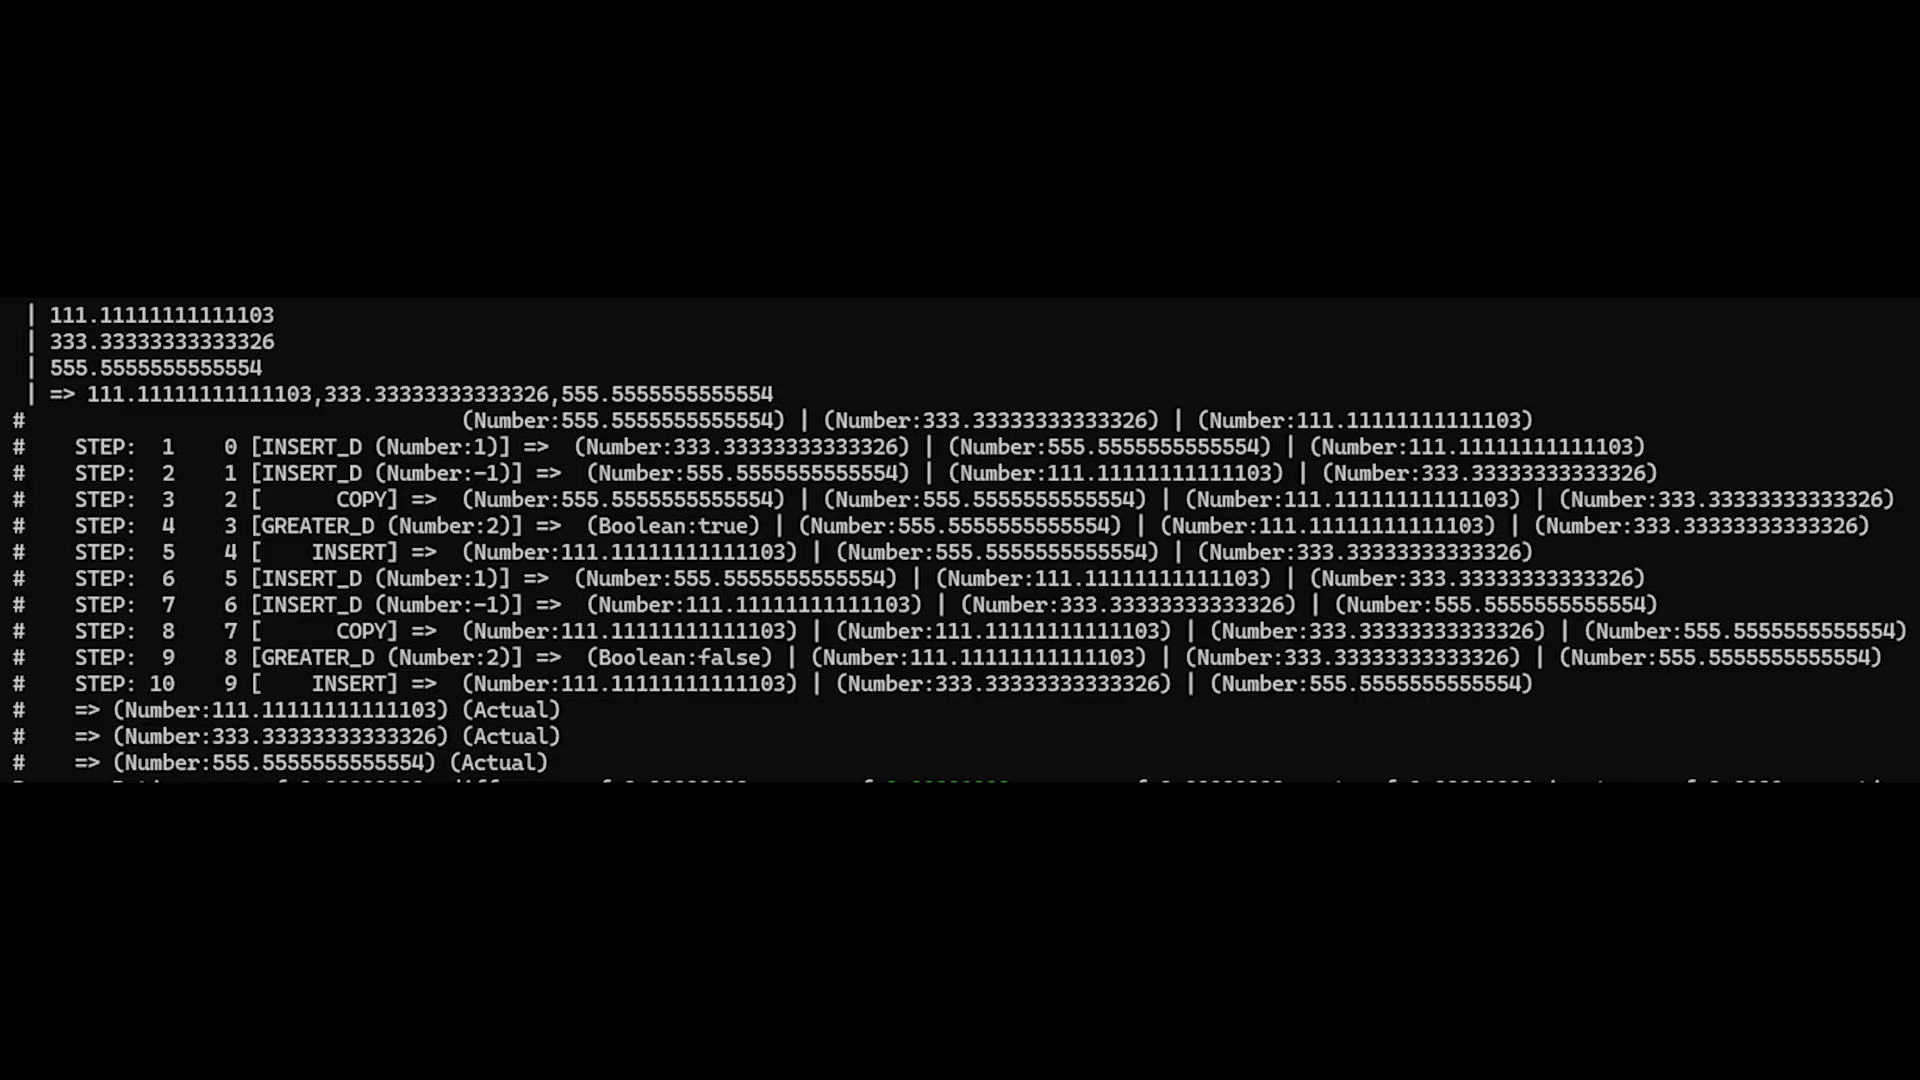 | 111.11111111111103
| 333.33333333333326
| 555.5555555555554
| => 111.11111111111103,333.33333333333326,555.5555555555554
# (Number:555.5555555555554) | (Number:333.33333333333326) | (Number:111.11111111111103)
# STEP: 1 0 [INSERT_D (Number:1)] => (Number:333.33333333333326) | (Number:555.5555555555554) | (Number:111.11111111111103)
# STEP: 2 1 [INSERT_D (Number:-1)] => (Number:555.5555555555554) | (Number:111.11111111111103) | (Number:333.33333333333326)
# STEP: 3 2 [ COPY] => (Number:555.5555555555554) | (Number:555.5555555555554) | (Number:111.11111111111103) | (Number:333.33333333333326)
# STEP: 4 3 [GREATER_D (Number:2)] => (Boolean:true) | (Number:555.5555555555554) | (Number:111.11111111111103) | (Number:333.33333333333326)
# STEP: 5 4 [ INSERT] => (Number:111.11111111111103) | (Number:555.5555555555554) | (Number:333.33333333333326)
# STEP: 6 5 [INSERT_D (Number:1)] => (Number:555.5555555555554) | (Number:111.11111111111103) | (Number:333.33333333333326)
# STEP: 7 6 [INSERT_D (Number:-1)] => (Number:111.11111111111103) | (Number:333.33333333333326) | (Number:555.5555555555554)
# STEP: 8 7 [ COPY] => (Number:111.11111111111103) | (Number:111.11111111111103) | (Number:333.33333333333326) | (Number:555.5555555555554)
# STEP: 9 8 [GREATER_D (Number:2)] => (Boolean:false) | (Number:111.11111111111103) | (Number:333.33333333333326) | (Number:555.5555555555554)
# STEP: 10 9 [ INSERT] => (Number:111.11111111111103) | (Number:333.33333333333326) | (Number:555.5555555555554)
# => (Number:111.11111111111103) (Actual)
# => (Number:333.33333333333326) (Actual)
# => (Number:555.5555555555554) (Actual)